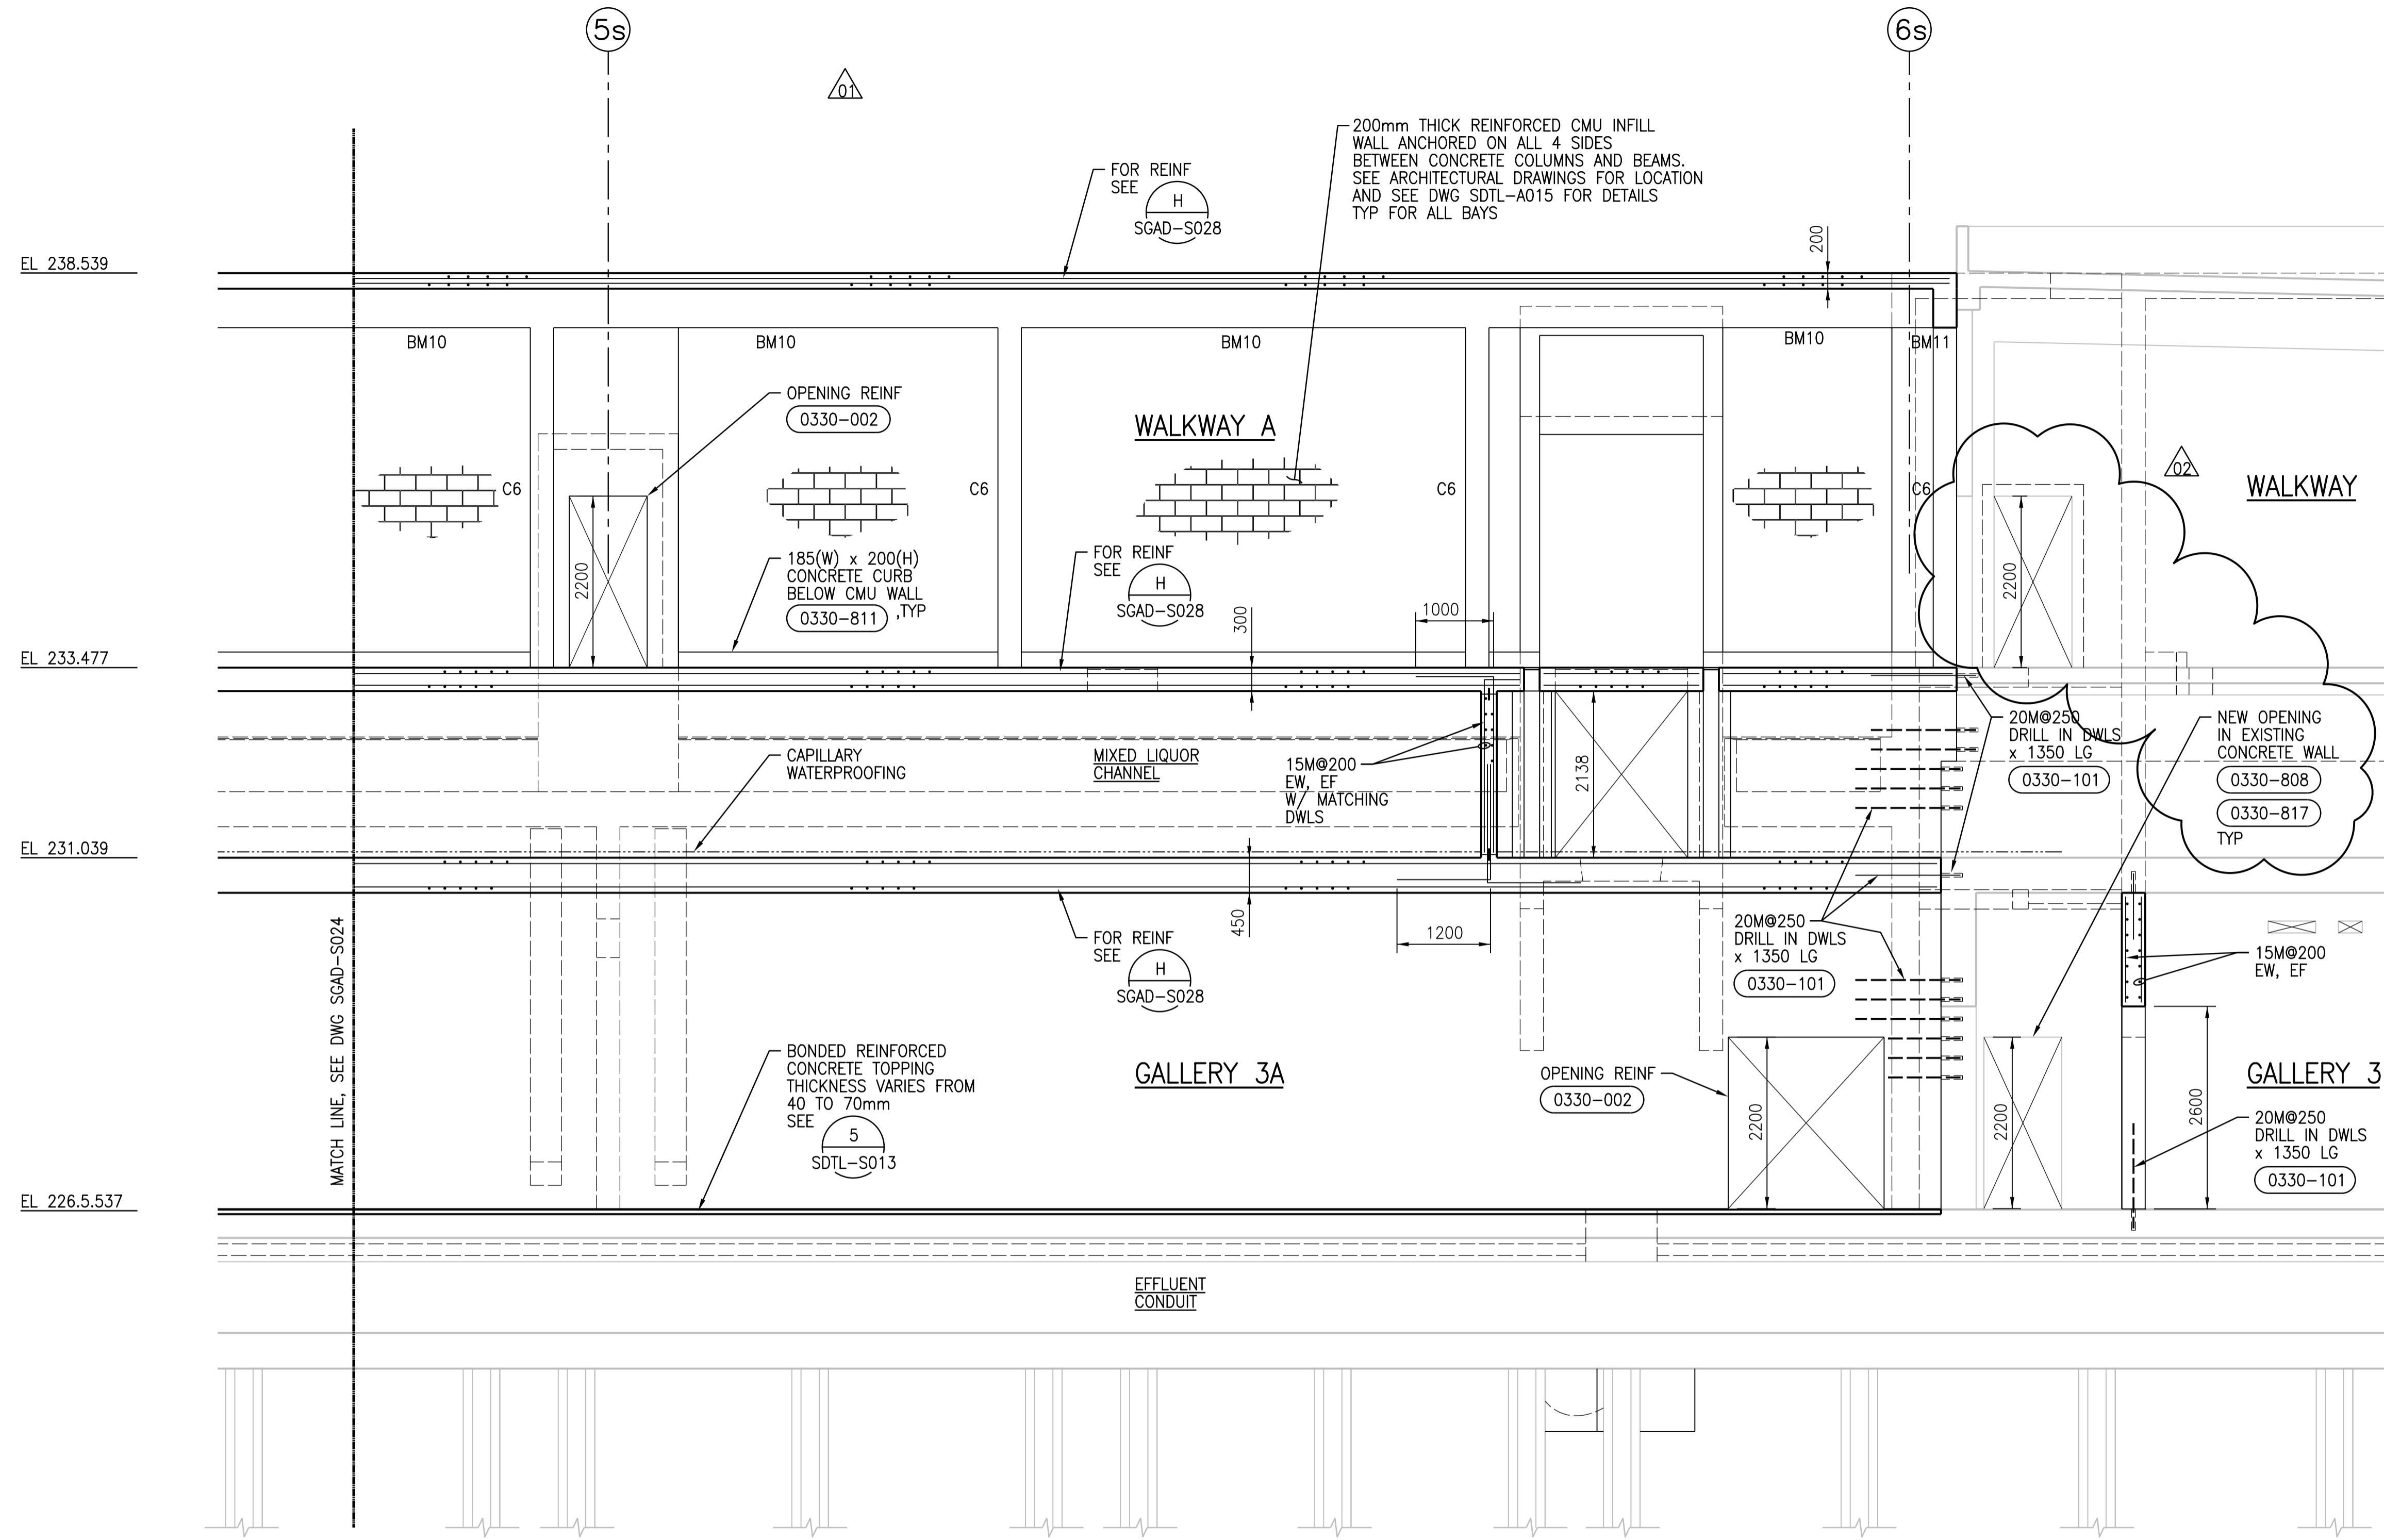 5s
6s
01
200mm THICK REINFORCED CMU INFILL
WALL ANCHORED ON ALL 4 SIDES
BETWEEN CONCRETE COLUMNS AND BEAMS.
SEE ARCHITECTURAL DRAWINGS FOR LOCATION
AND SEE DWG SDTL-A015 FOR DETAILS
TYP FOR ALL BAYS
FOR REINF
SEE
H
SGAD-S028
200
EL 238.539
BM10
BM10
BM10
BM10
BM11
OPENING REINF
0330-002
WALKWAY A
02
WALKWAY
C6
C6
C6
C6
2200
185(W) x 200(H)
CONCRETE CURB
BELOW CMU WALL
0330-811 ,TYP
FOR REINF
SEE
H
SGAD-S028
300
1000
2200
EL 233.477
CAPILLARY
WATERPROOFING
MIXED LIQUOR
CHANNEL
15M@200
EW, EF
W/ MATCHING
DWLS
2138
20M@250
DRILL IN DWLS
x 1350 LG
0330-101
NEW OPENING
IN EXISTING
CONCRETE WALL
0330-808
0330-817
TYP
EL 231.039
MATCH LINE, SEE DWG SGAD-S024
450
1200
FOR REINF
SEE
H
SGAD-S028
20M@250
DRILL IN DWLS
x 1350 LG
0330-101
15M@200
EW, EF
BONDED REINFORCED
CONCRETE TOPPING
THICKNESS VARIES FROM
40 TO 70mm
SEE
5
SDTL-S013
GALLERY 3A
OPENING REINF
0330-002
2200
2200
2600
GALLERY 3
20M@250
DRILL IN DWLS
x 1350 LG
0330-101
EL 226.5.537
EFFLUENT
CONDUIT